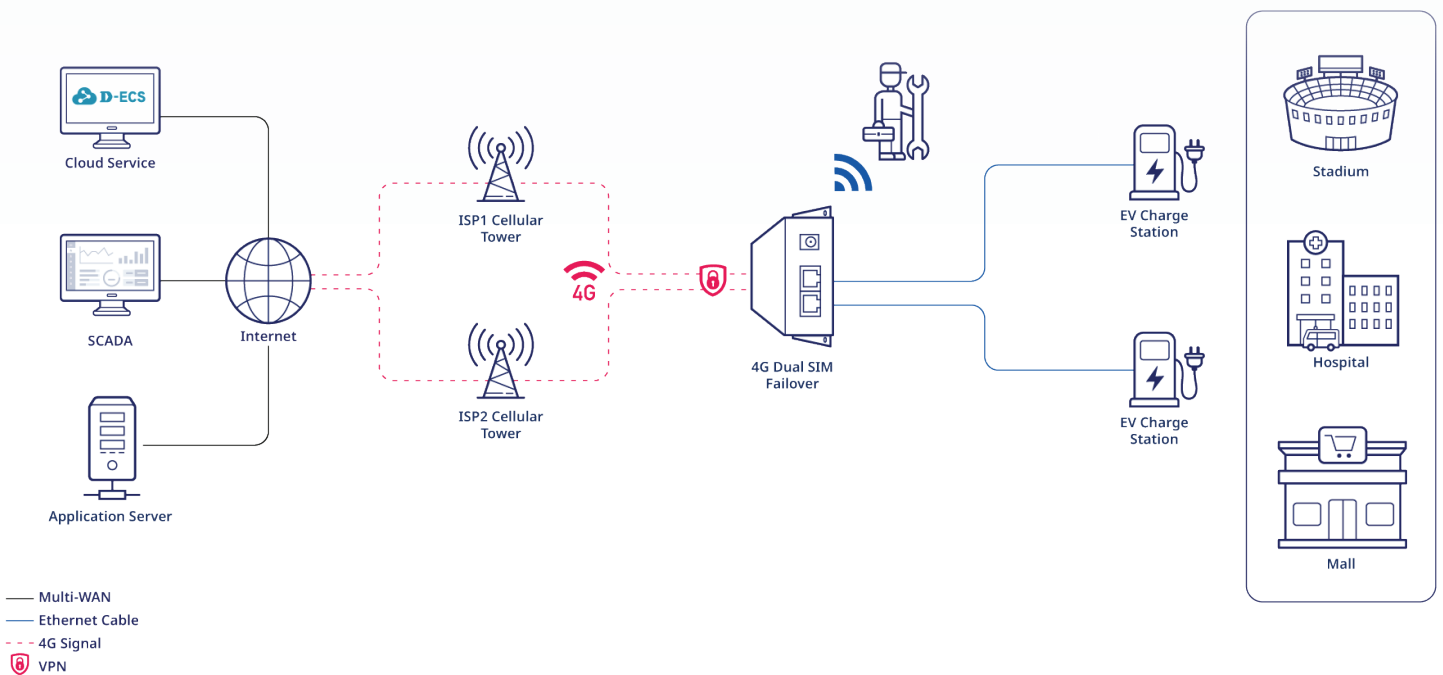 D-ECS
Cloud Service
SCADA
Application Server
Internet
ISP1 Cellular
Tower
4G
ISP2 Cellular
Tower
4G Dual SIM
Failover
EV Charge
Station
EV Charge
Station
Stadium
Hospital
Mall
Multi-WAN
Ethernet Cable
4G Signal
VPN